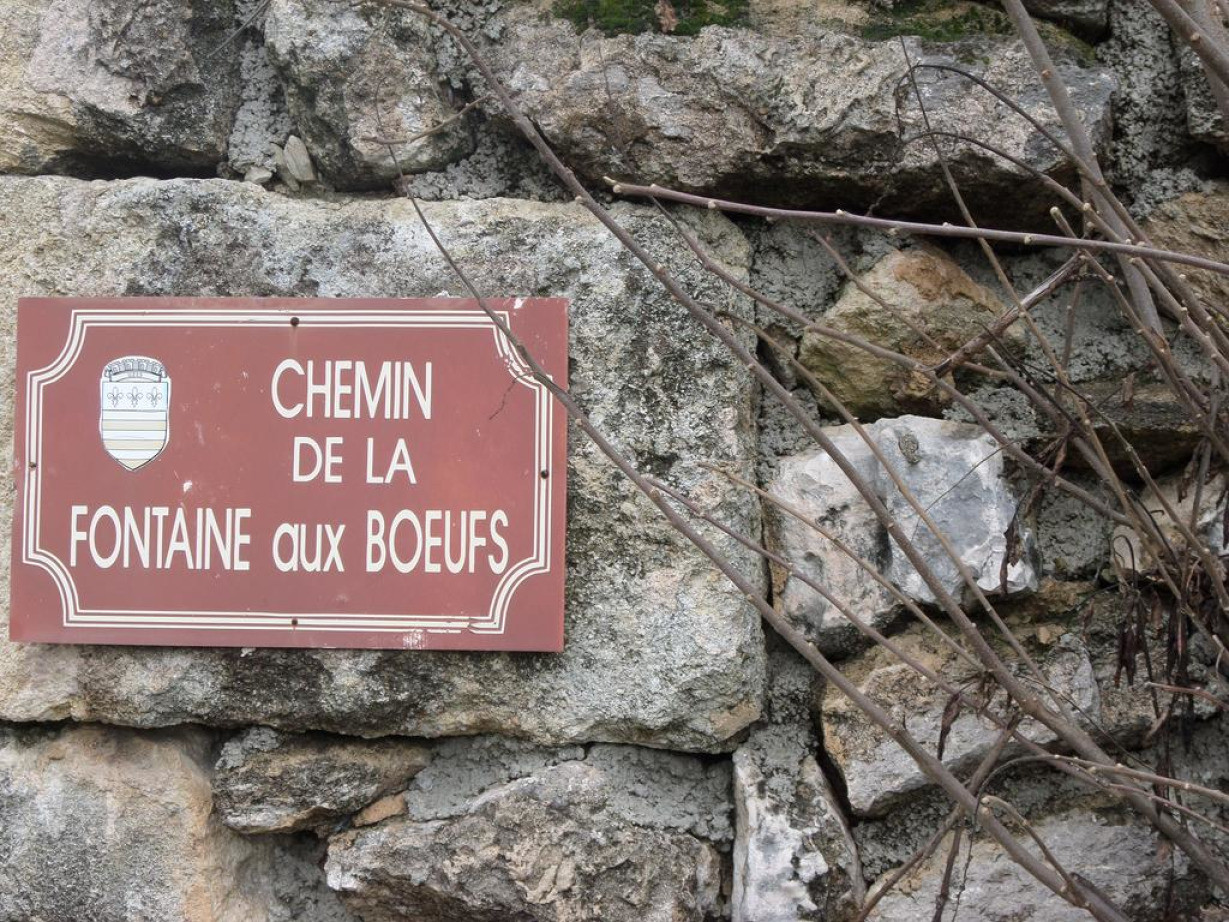 CHEMIN
DE LA
FONTAINE aux BOEUFS